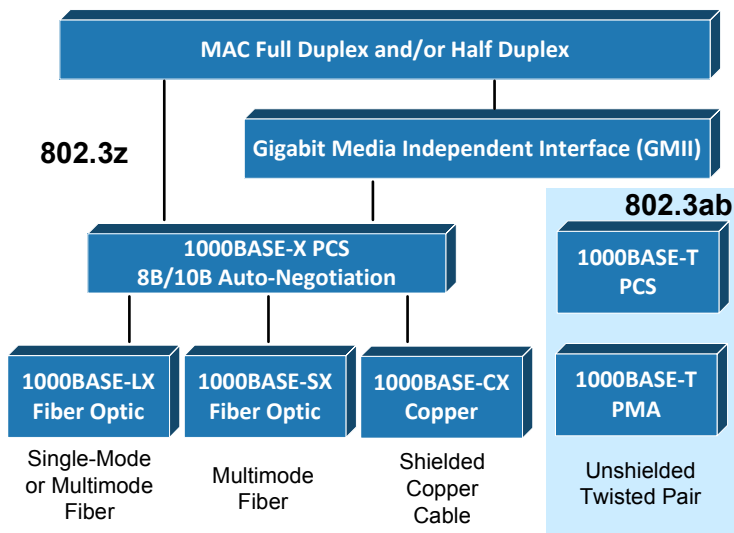 MAC Full Duplex and/or Half Duplex
802.3z
Gigabit Media Independent Interface (GMII)
802.3ab
1000BASE-X PCS
8B/10B Auto-Negotiation
1000BASE-T
PCS
1000BASE-LX
Fiber Optic
1000BASE-SX
Fiber Optic
1000BASE-CX
Copper
1000BASE-T
PMA
Single-Mode
or Multimode
Fiber
Multimode
Fiber
Shielded
Copper
Cable
Unshielded
Twisted Pair